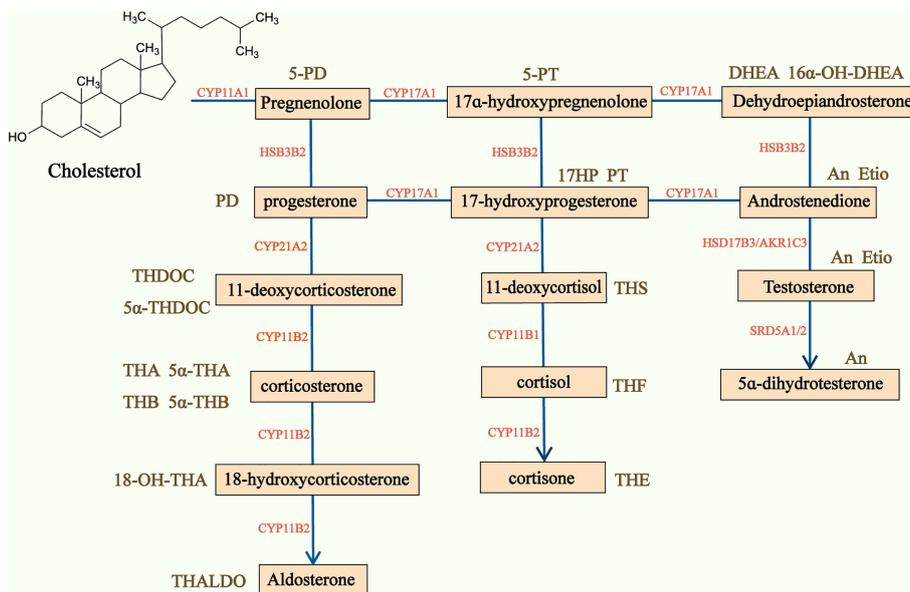 H₃C
CH₃
CH₃
CH₃
CH₃
HO
Cholesterol
5-PD
5-PT
DHEA 16α-OH-DHEA
CYP11A1
Pregnenolone
CYP17A1
17α-hydroxypregnenolone
CYP17A1
Dehydroepiandrosterone
HSB3B2
HSB3B2
HSB3B2
17HP PT
An Etio
PD
progesterone
CYP17A1
17-hydroxyprogesterone
CYP17A1
Androstenedione
CYP21A2
CYP21A2
HSD17B3/AKR1C3
An Etio
THDOC
5α-THDOC
11-deoxycorticosterone
11-deoxycortisol
THS
Testosterone
CYP11B2
CYP11B1
SRD5A1/2
An
THA 5α-THA
THB 5α-THB
corticosterone
cortisol
THF
5α-dihydrotesterone
CYP11B2
CYP11B2
18-OH-THA
18-hydroxycorticosterone
cortisone
THE
CYP11B2
THALDO
Aldosterone